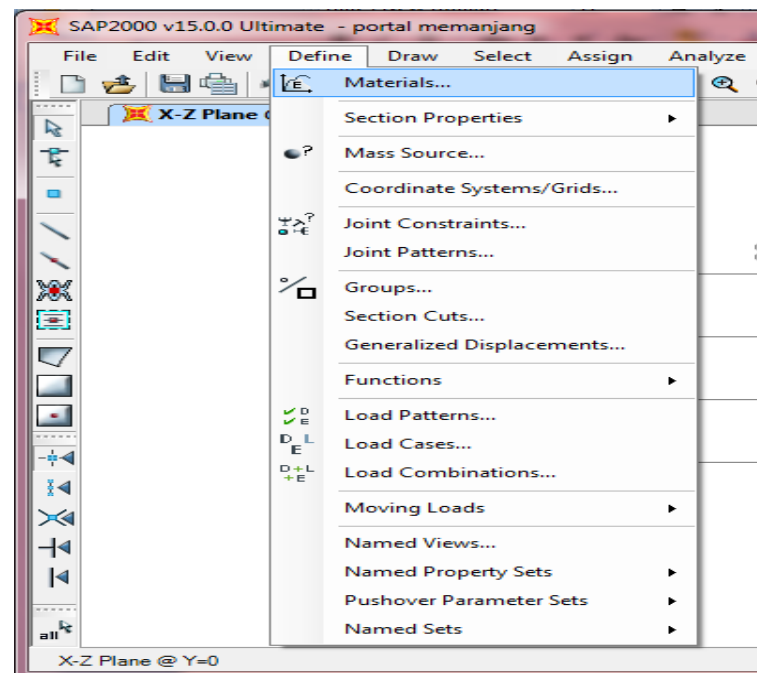 SAP2000 v15.0.0 Ultimate - portal memanjang
File Edit View Define Draw Select Assign Analyze
X-Z Plane
Materials...
Section Properties
Mass Source...
Coordinate Systems/Grids...
Joint Constraints...
Joint Patterns...
Groups...
Section Cuts...
Generalized Displacements...
Functions
Load Patterns...
Load Cases...
Load Combinations...
Moving Loads
Named Views...
Named Property Sets
Pushover Parameter Sets
Named Sets
all
X-Z Plane @ Y=0